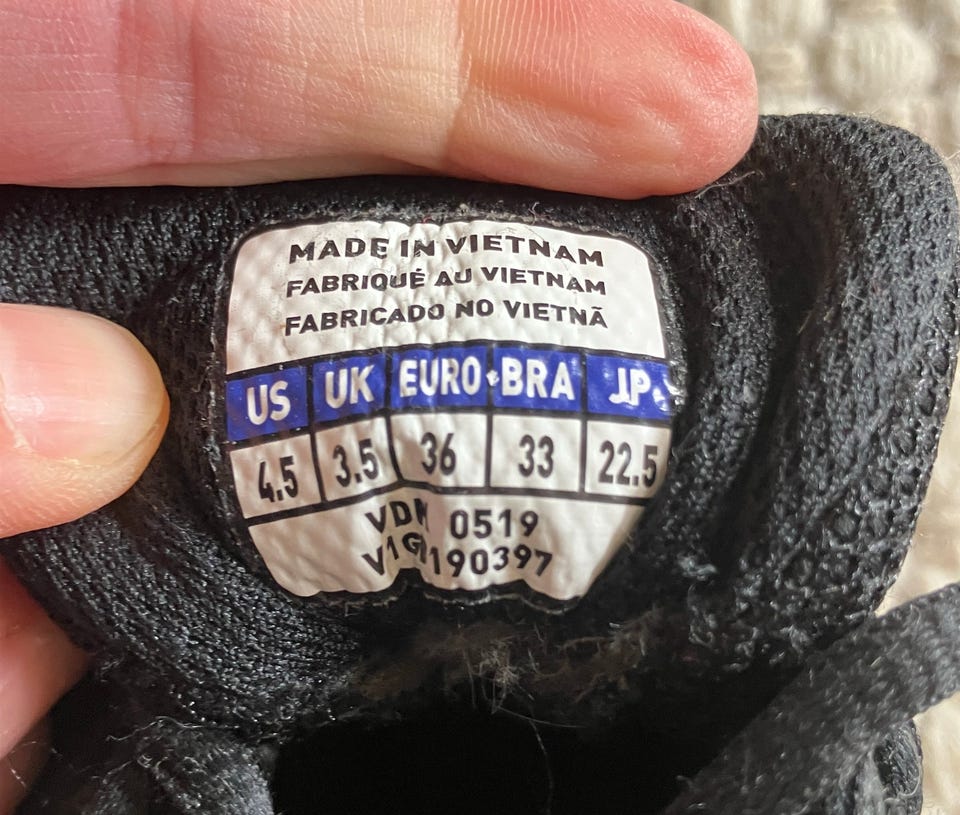 MADE IN VIETNAM
FABRIQUÉ AU VIETNAM
FABRICADO NO VIETNÃ
US UK EURO BRA JP
4.5 3.5 36 33 22.5
0519